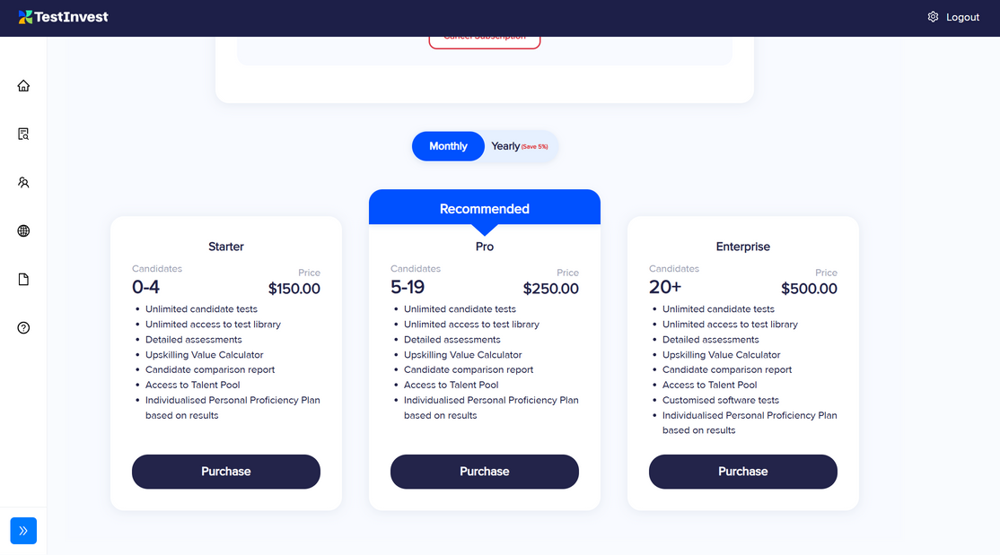 TestInvest
Logout
Cancel Subscription
Monthly
Yearly (Save 5%)
Recommended
Starter
Candidates
Price
0-4
$150.00
Unlimited candidate tests
Unlimited access to test library
Detailed assessments
Upskilling Value Calculator
Candidate comparison report
Access to Talent Pool
Individualised Personal Proficiency Plan
based on results
Purchase
Pro
Candidates
Price
5-19
$250.00
Unlimited candidate tests
Unlimited access to test library
Detailed assessments
Upskilling Value Calculator
Candidate comparison report
Access to Talent Pool
Individualised Personal Proficiency Plan
based on results
Purchase
Enterprise
Candidates
Price
20+
$500.00
Unlimited candidate tests
Unlimited access to test library
Detailed assessments
Upskilling Value Calculator
Candidate comparison report
Access to Talent Pool
Customised software tests
Individualised Personal Proficiency Plan
based on results
Purchase